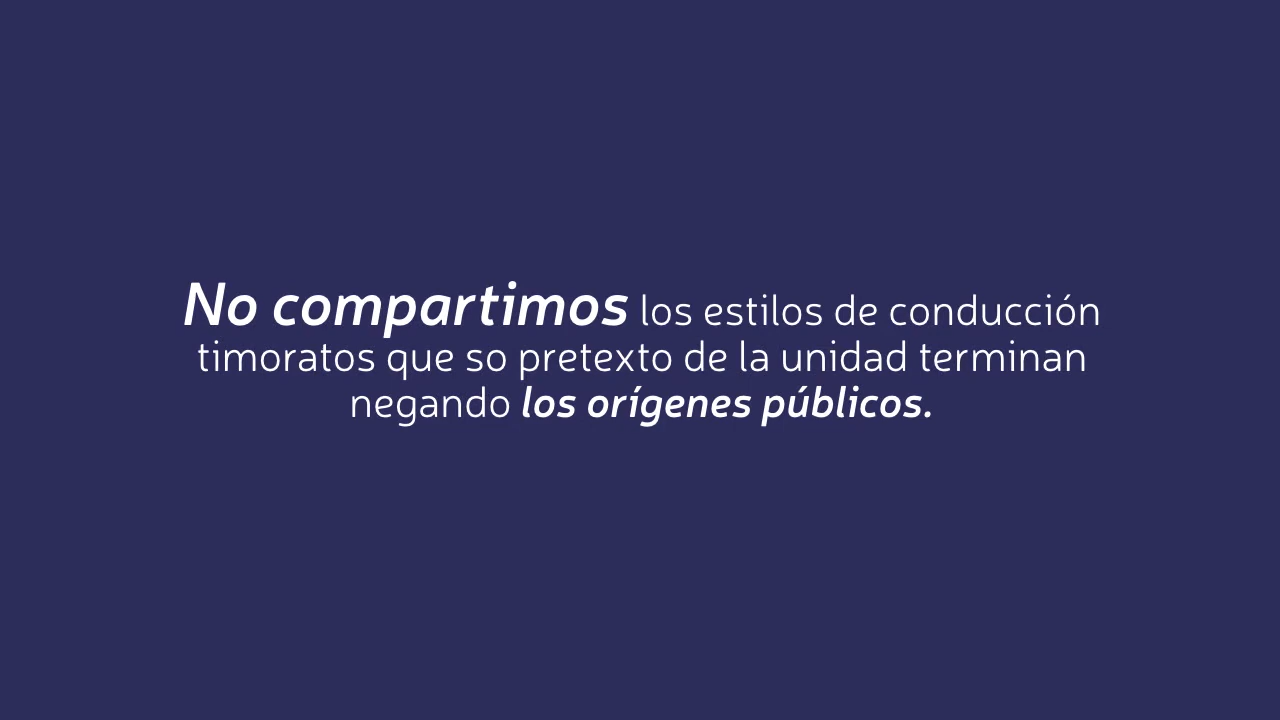 No compartimos los estilos de conducción
timoratos que so pretexto de la unidad terminan
negando los orígenes públicos.